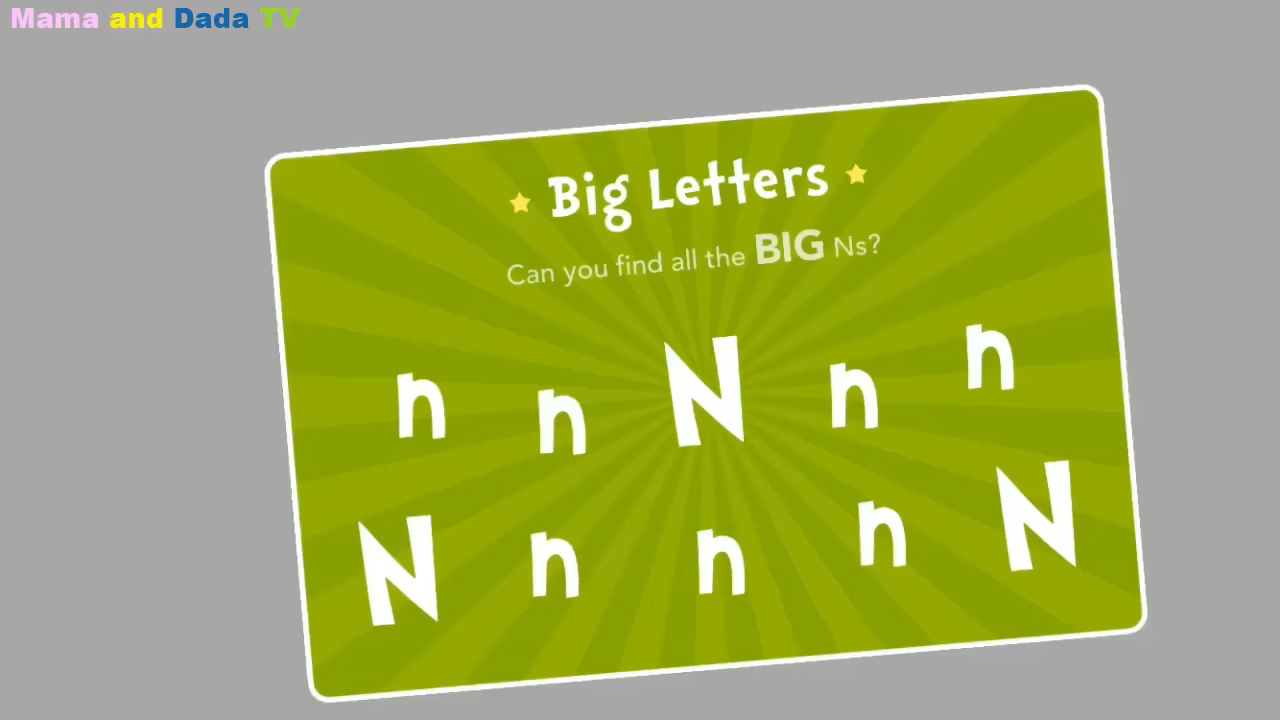 Mama and Dada TV
Big Letters
Can you find all the BIG Ns?
n n N n n
N n n n N